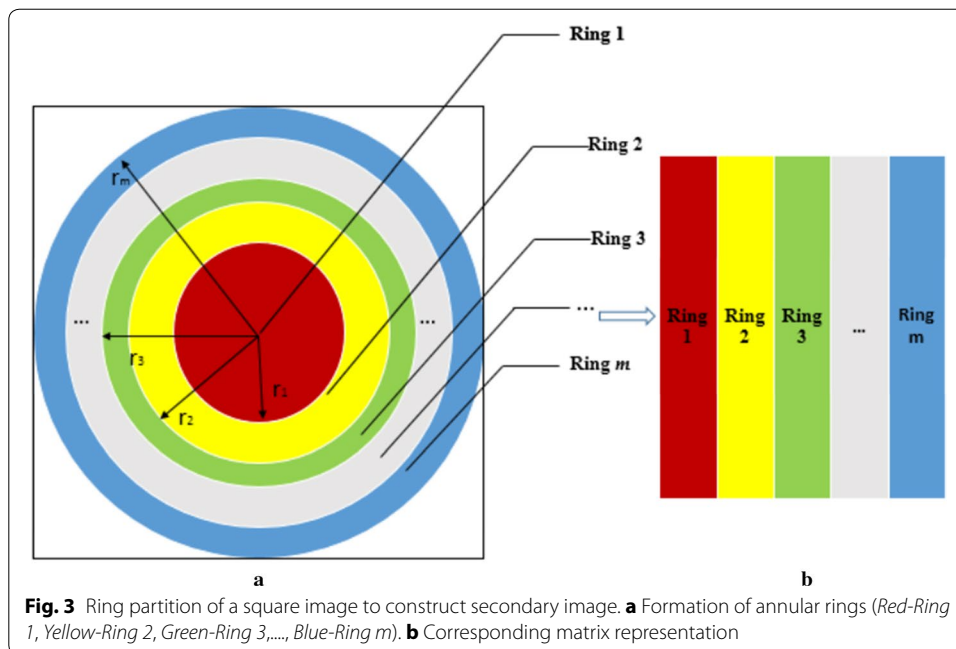 Ring 1
Ring 2
Ring 3
...
Ring m
rm
...
...
r3
r2
r1
Ring
1
Ring
2
Ring
3
...
Ring
m
a
b
Fig. 3 Ring partition of a square image to construct secondary image. a Formation of annular rings (Red-Ring
1, Yellow-Ring 2, Green-Ring 3,...., Blue-Ring m). b Corresponding matrix representation